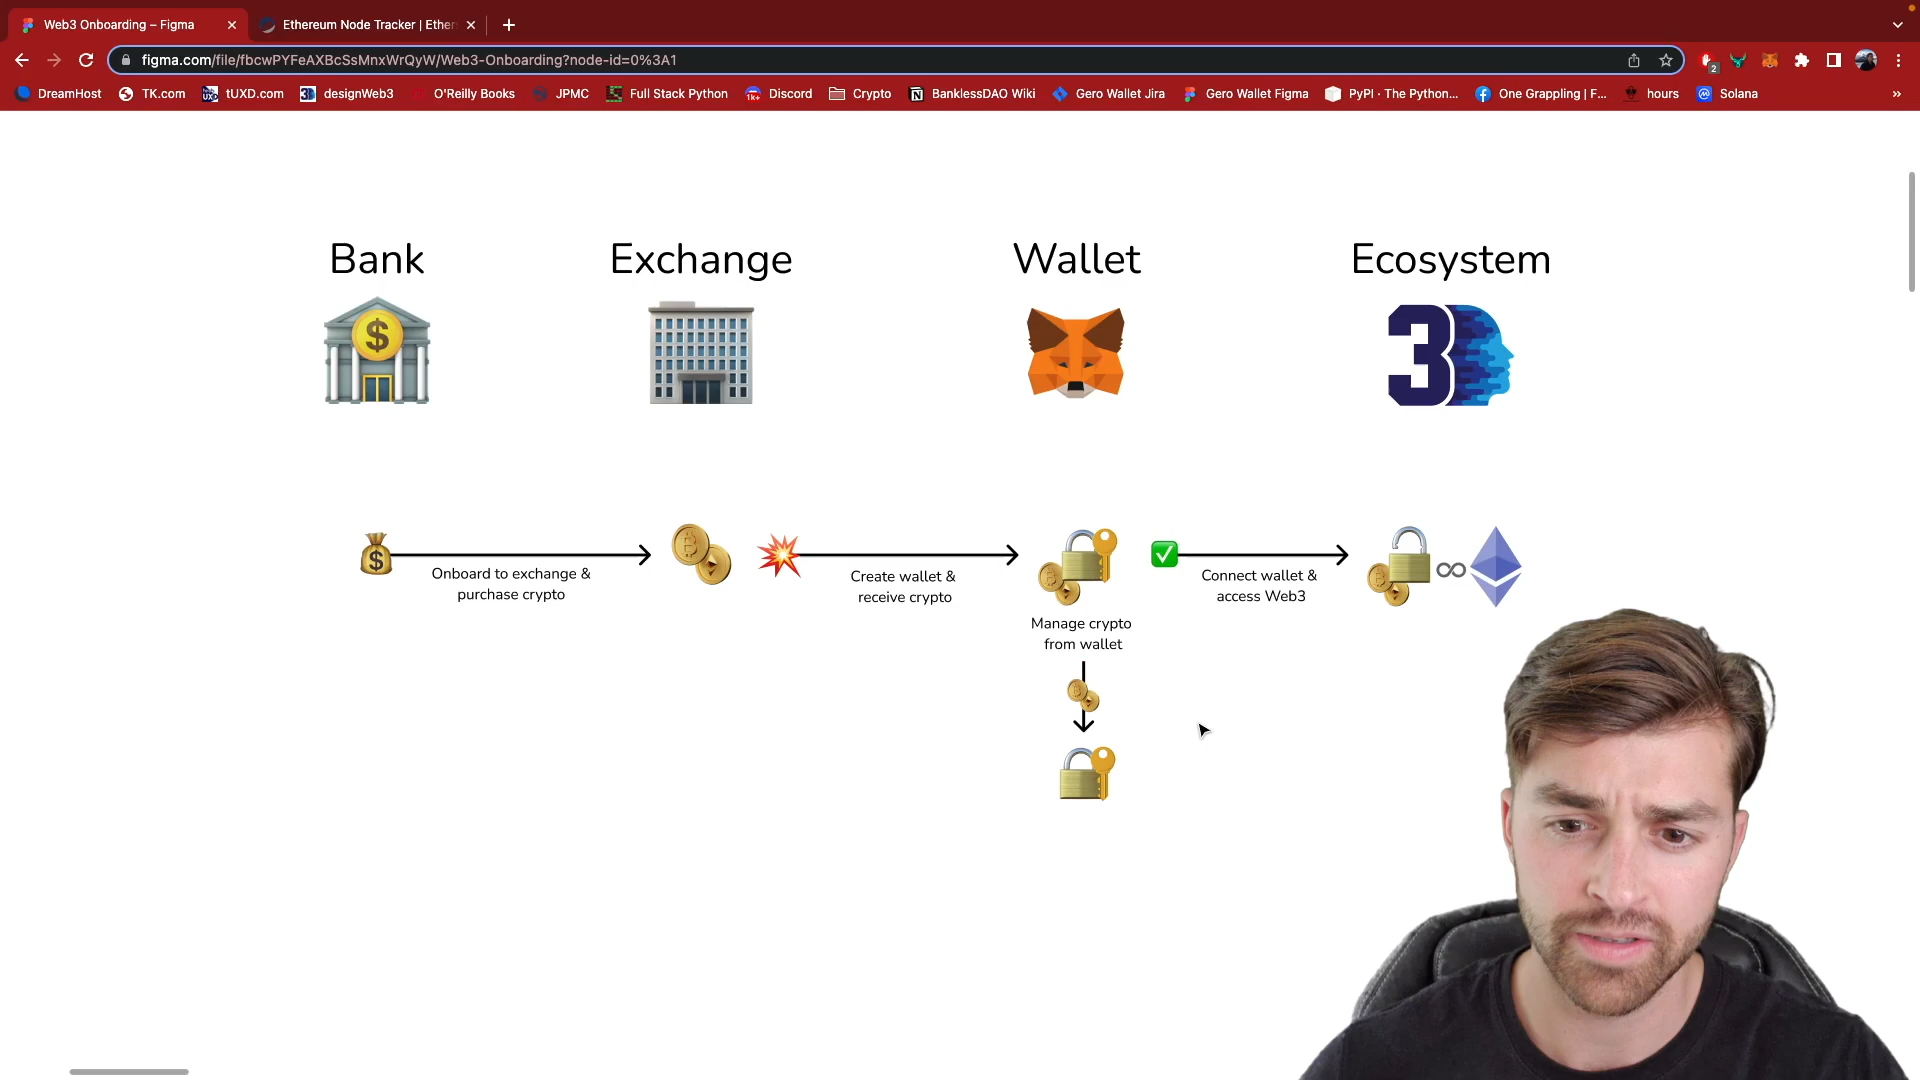 Web3 Onboarding – Figma
Ethereum Node Tracker | Ether
figma.com/file/fbcwPYFeAXBcSsMnxWrQyW/Web3-Onboarding?node-id=0%3A1
2
DreamHost
TK.com
tUXD.com
designWeb3
O'Reilly Books
JPMC
Full Stack Python
1k+
Discord
Crypto
BanklessDAO Wiki
Gero Wallet Jira
Gero Wallet Figma
PyPI · The Python...
One Grappling | F...
hours
Solana
Bank
Exchange
Wallet
Ecosystem
$
3
$
Onboard to exchange &
purchase crypto
Create wallet &
receive crypto
Connect wallet &
access Web3
Manage crypto
from wallet